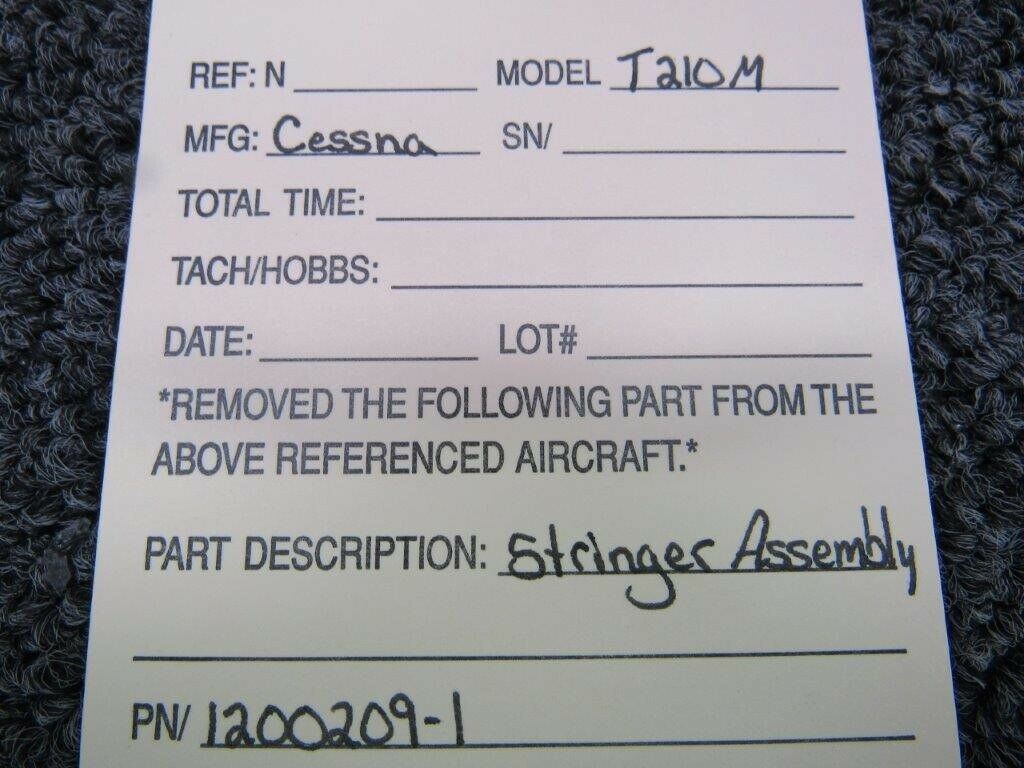 REF: N MODEL T210M
MFG: Cessna SN/
TOTAL TIME:
TACH/HOBBS:
DATE: LOT#
*REMOVED THE FOLLOWING PART FROM THE
ABOVE REFERENCED AIRCRAFT.*
PART DESCRIPTION: Stringer Assembly
PN/ 1200209-1